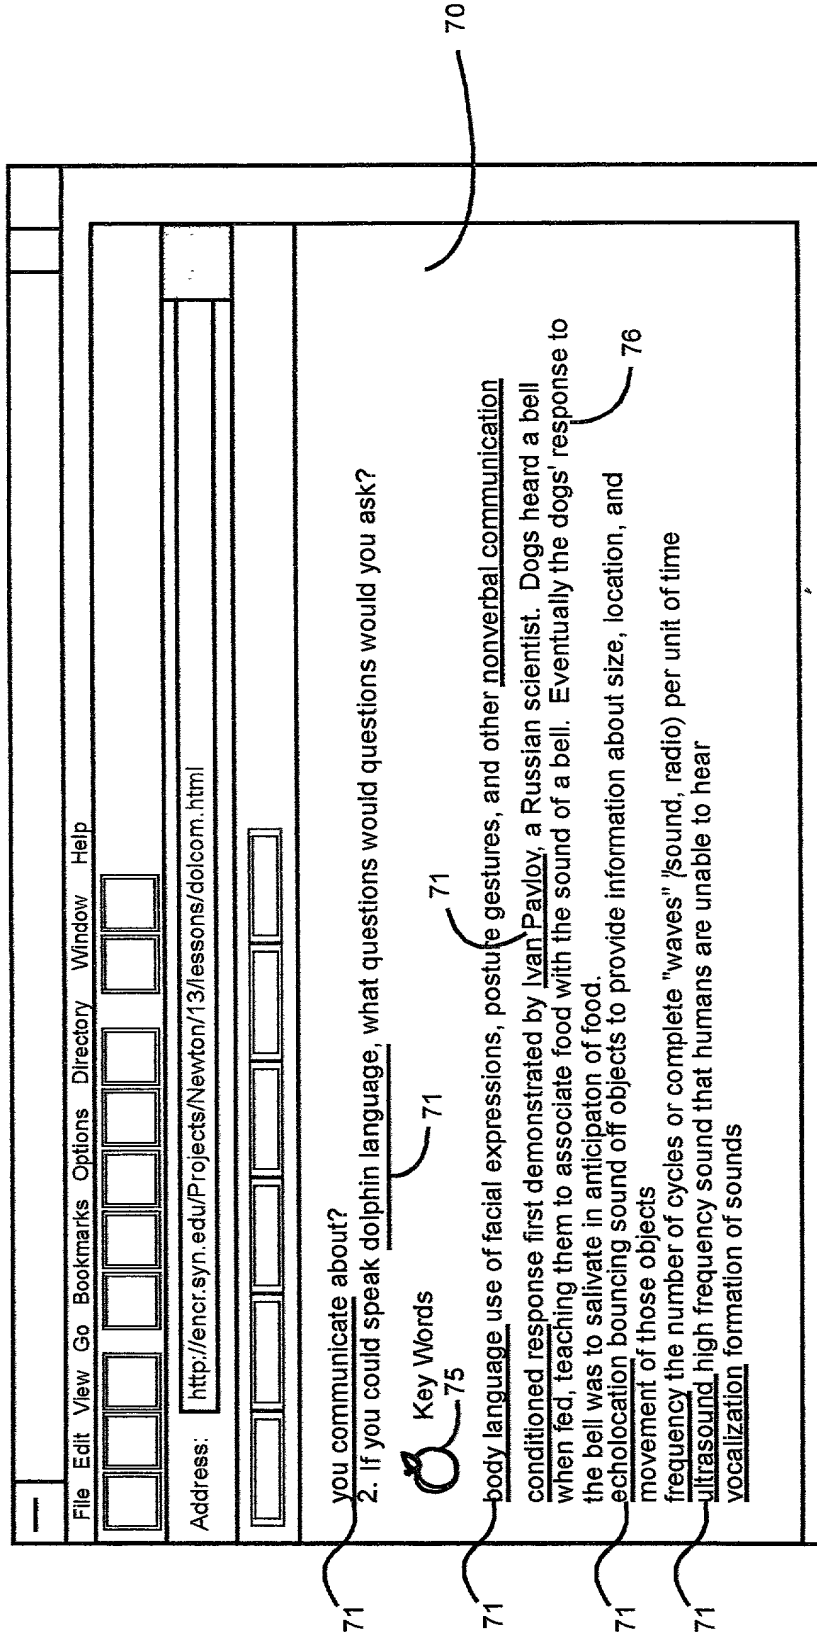 File Edit View Go Bookmarks Options Directory Window Help
Address: http://encr.syn.edu/Projects/Newton/13/lessons/dolcom.html
70
71
you communicate about?
2. If you could speak dolphin language, what questions would questions would you ask?
71
Key Words
75
71
71
body language use of facial expressions, posture gestures, and other nonverbal communication
conditioned response first demonstrated by Ivan Pavlov, a Russian scientist. Dogs heard a bell
when fed, teaching them to associate food with the sound of a bell. Eventually the dogs' response to
76
the bell was to salivate in anticipaton of food.
71
echolocation bouncing sound off objects to provide information about size, location, and
movement of those objects
frequency the number of cycles or complete "waves" "/sound, radio) per unit of time
71
ultrasound high frequency sound that humans are unable to hear
vocalization formation of sounds